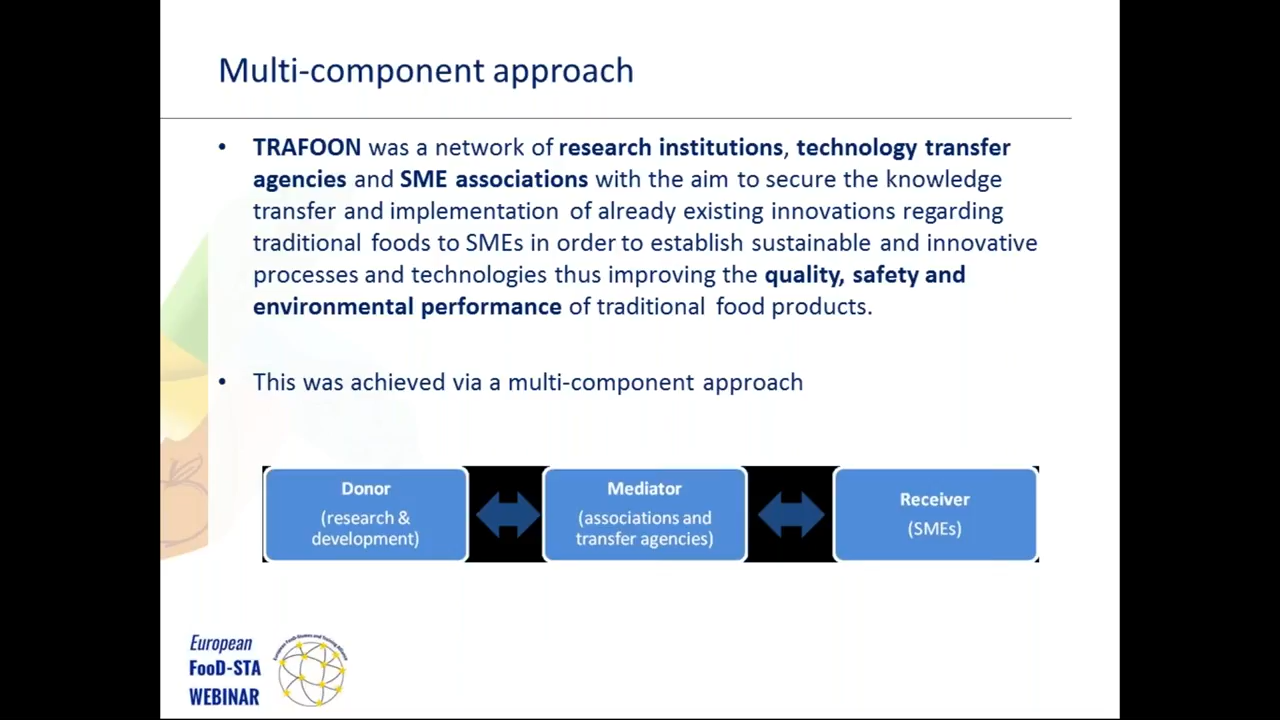 Multi-component approach
• TRAFOON was a network of research institutions, technology transfer
agencies and SME associations with the aim to secure the knowledge
transfer and implementation of already existing innovations regarding
traditional foods to SMEs in order to establish sustainable and innovative
processes and technologies thus improving the quality, safety and
environmental performance of traditional food products.
• This was achieved via a multi-component approach
Donor
(research &
development)
Mediator
(associations and
transfer agencies)
Receiver
(SMEs)
European
FooD-STA
WEBINAR